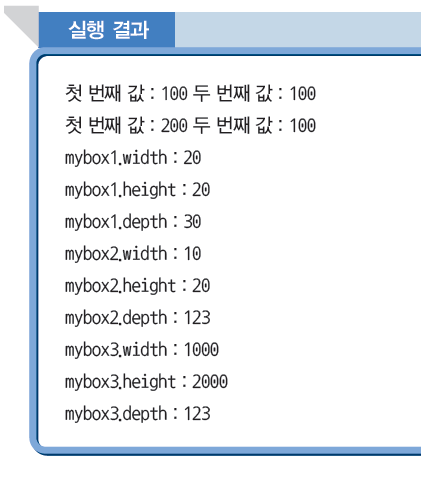 실행 결과
첫 번째 값 : 100 두 번째 값 : 100
첫 번째 값 : 200 두 번째 값 : 100
mybox1.width : 20
mybox1.height : 20
mybox1.depth : 30
mybox2.width : 10
mybox2.height : 20
mybox2.depth : 123
mybox3.width : 1000
mybox3.height : 2000
mybox3.depth : 123